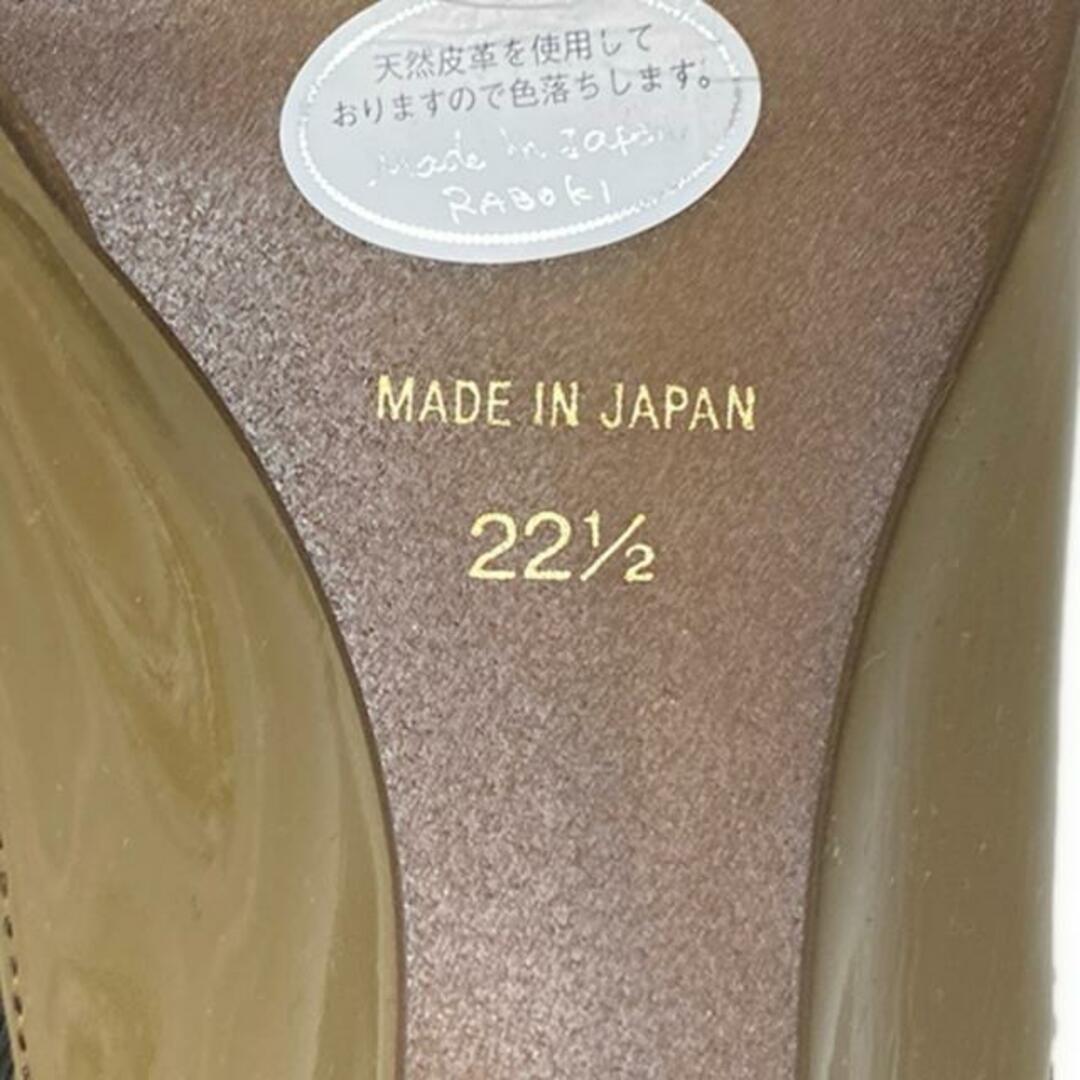 天然皮革を使用して
おりますので色落ちします。
Made in Japan
RABOKI
MADE IN JAPAN
22½